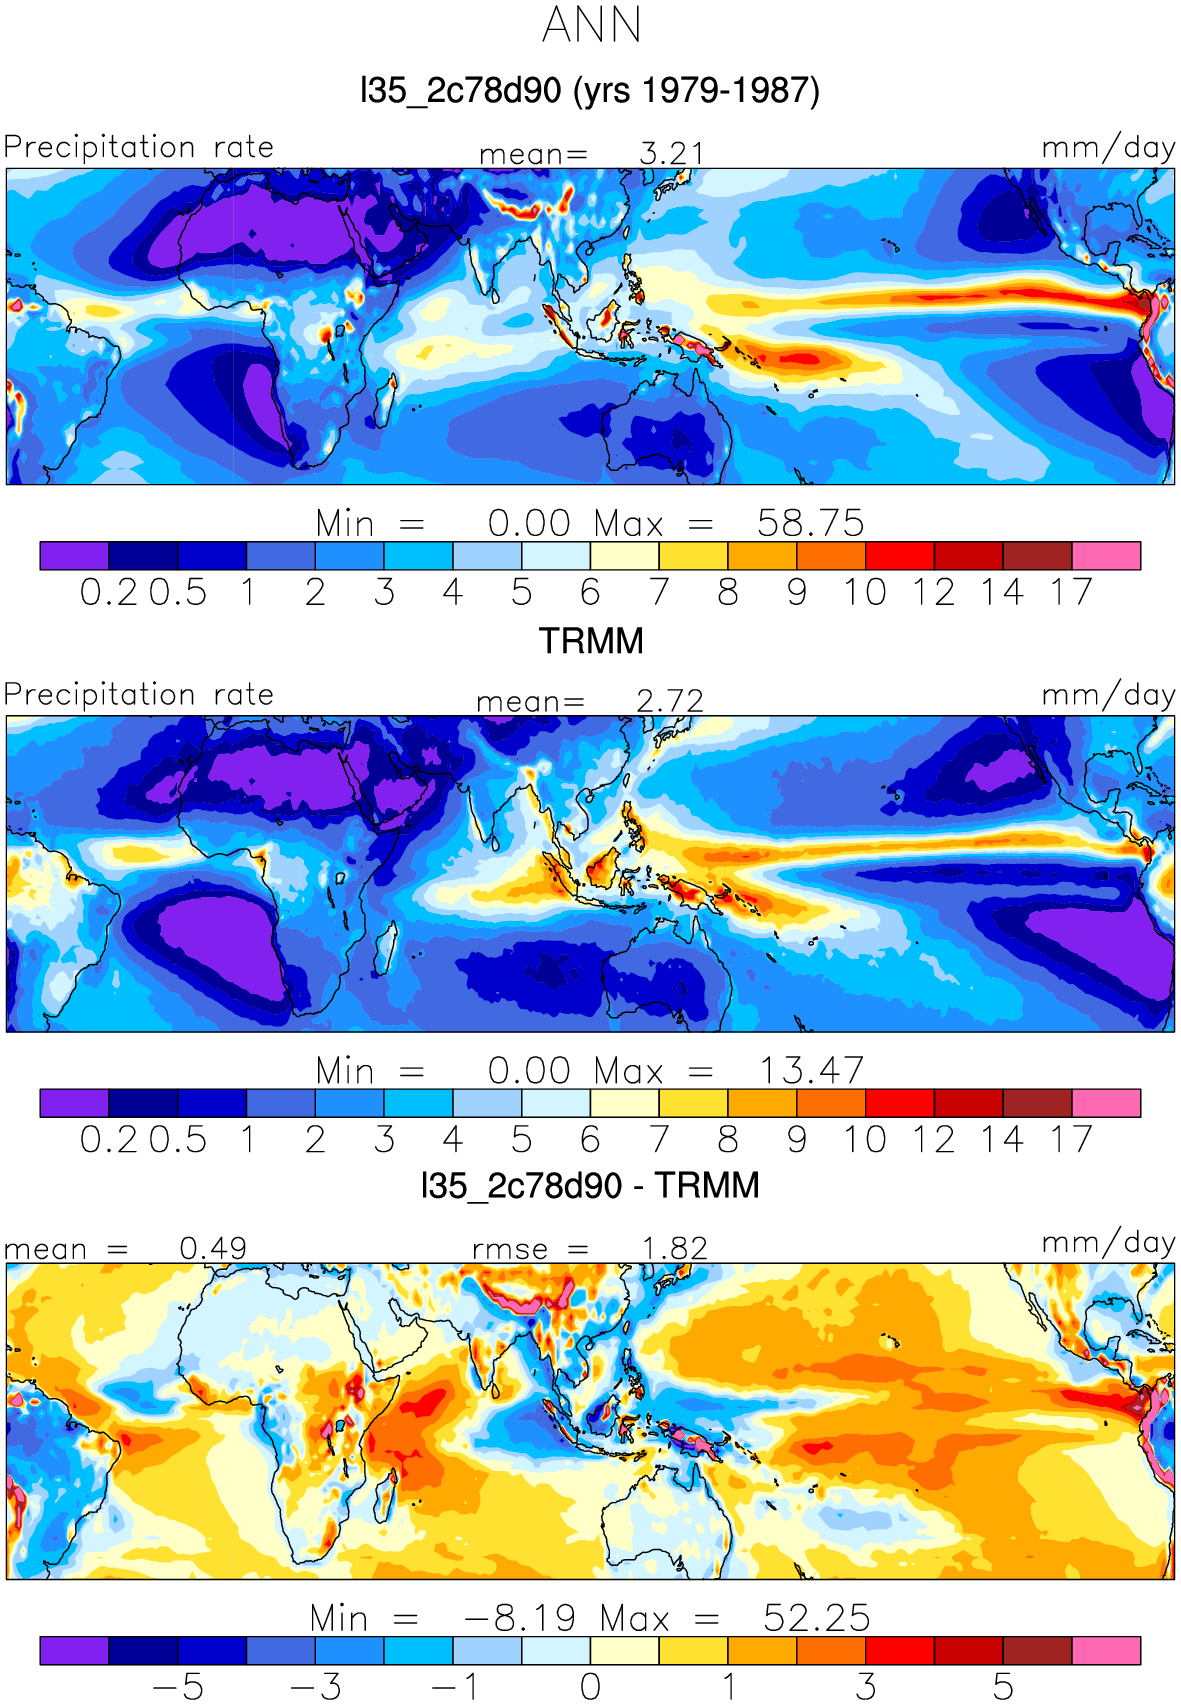 ANN
l35_2c78d90 (yrs 1979-1987)
Precipitation rate mean= 3.21 mm/day
Min = 0.00 Max = 58.75
0.2 0.5 1 2 3 4 5 6 7 8 9 10 12 14 17
TRMM
Precipitation rate mean= 2.72 mm/day
Min = 0.00 Max = 13.47
0.2 0.5 1 2 3 4 5 6 7 8 9 10 12 14 17
l35_2c78d90 - TRMM
mean = 0.49 rmse = 1.82 mm/day
Min = -8.19 Max = 52.25
-5 -3 -1 0 1 3 5